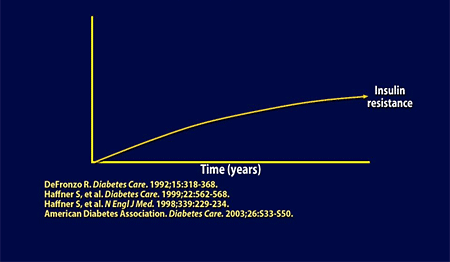 Insulin
resistance
Time (years)
DeFronzo R. Diabetes Care. 1992;15:318-368.
Haffner S, et al. Diabetes Care. 1999;22:562-568.
Haffner S, et al. N Engl J Med. 1998;339:229-234.
American Diabetes Association. Diabetes Care. 2003;26:S33-S50.